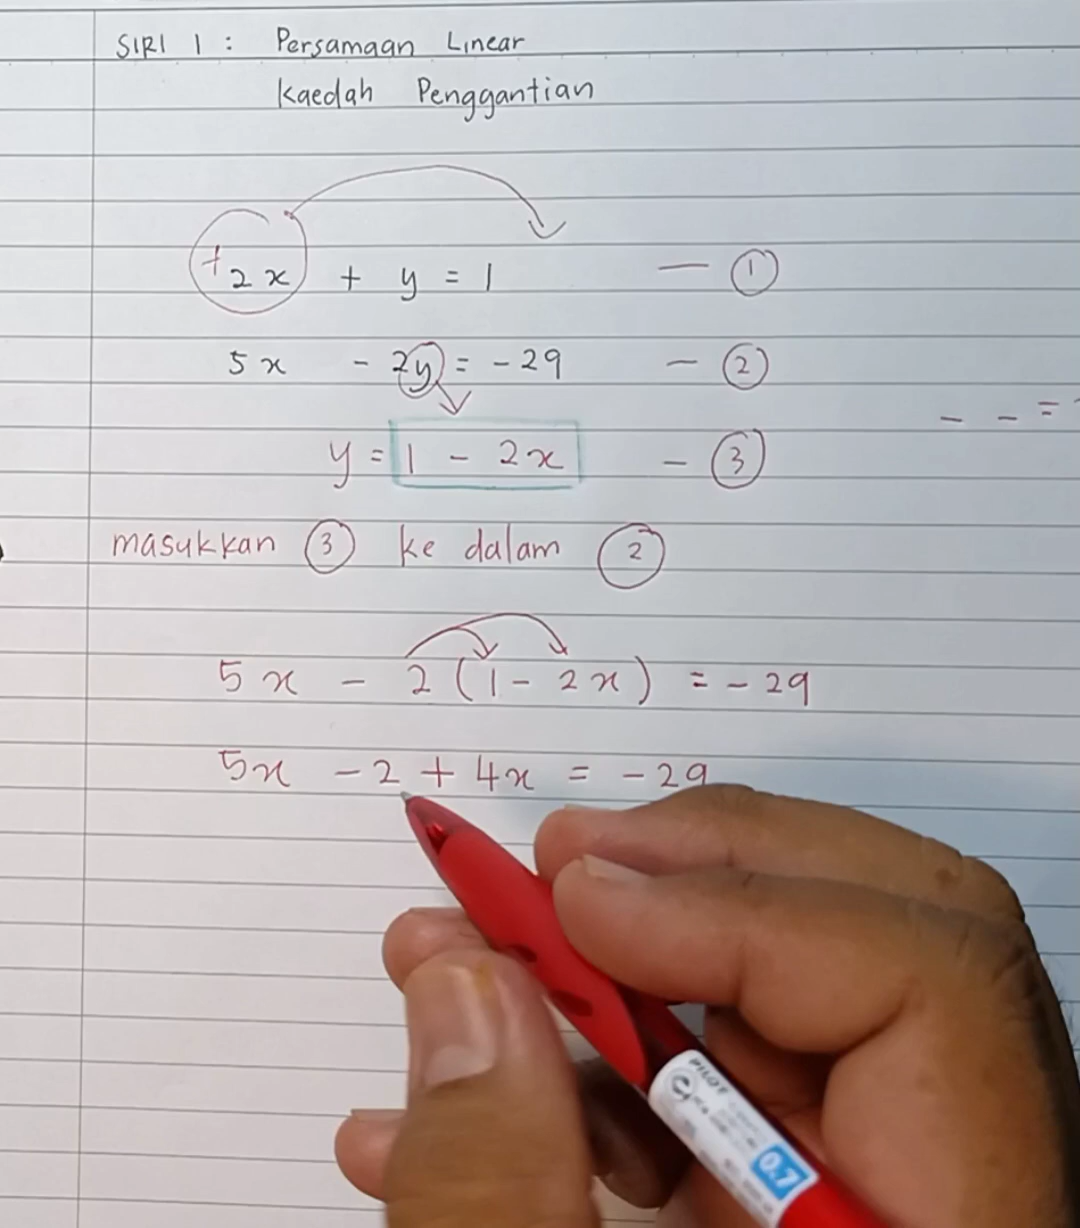 SIRI 1 : Persamaan Linear
Kaedah Penggantian
+2x + y = 1 — ①
5x - 2y = -29 — ②
- - =
y = 1 - 2x - ③
masukkan ③ ke dalam ②
5x - 2(1 - 2x) = -29
5x - 2 + 4x = -29
PILOT
0.7